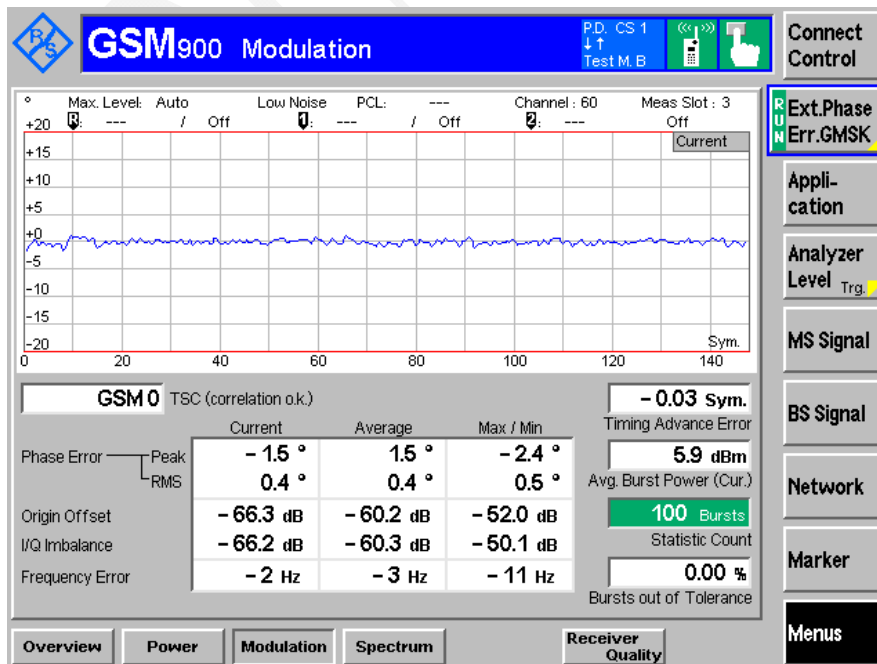 R&S
GSM900 Modulation
P.D. CS 1
Test M. B
Connect Control
° Max. Level: Auto Low Noise PCL: --- Channel : 60 Meas Slot : 3
R: --- / Off 1: --- / Off 2: --- Off
Current
+20
+15
+10
+5
+0
-5
-10
-15
-20
Sym.
0 20 40 60 80 100 120 140
GSM 0 TSC (correlation o.k.)
Current Average Max / Min
Phase Error Peak - 1.5 ° 1.5 ° - 2.4 °
RMS 0.4 ° 0.4 ° 0.5 °
Origin Offset - 66.3 dB - 60.2 dB - 52.0 dB
I/Q Imbalance - 66.2 dB - 60.3 dB - 50.1 dB
Frequency Error - 2 Hz - 3 Hz - 11 Hz
- 0.03 Sym.
Timing Advance Error
5.9 dBm
Avg. Burst Power (Cur.)
100 Bursts
Statistic Count
0.00 %
Bursts out of Tolerance
RUN
Ext.Phase
Err.GMSK
Appli-
cation
Analyzer
Level Trg.
MS Signal
BS Signal
Network
Marker
Menus
Overview Power Modulation Spectrum Receiver
Quality